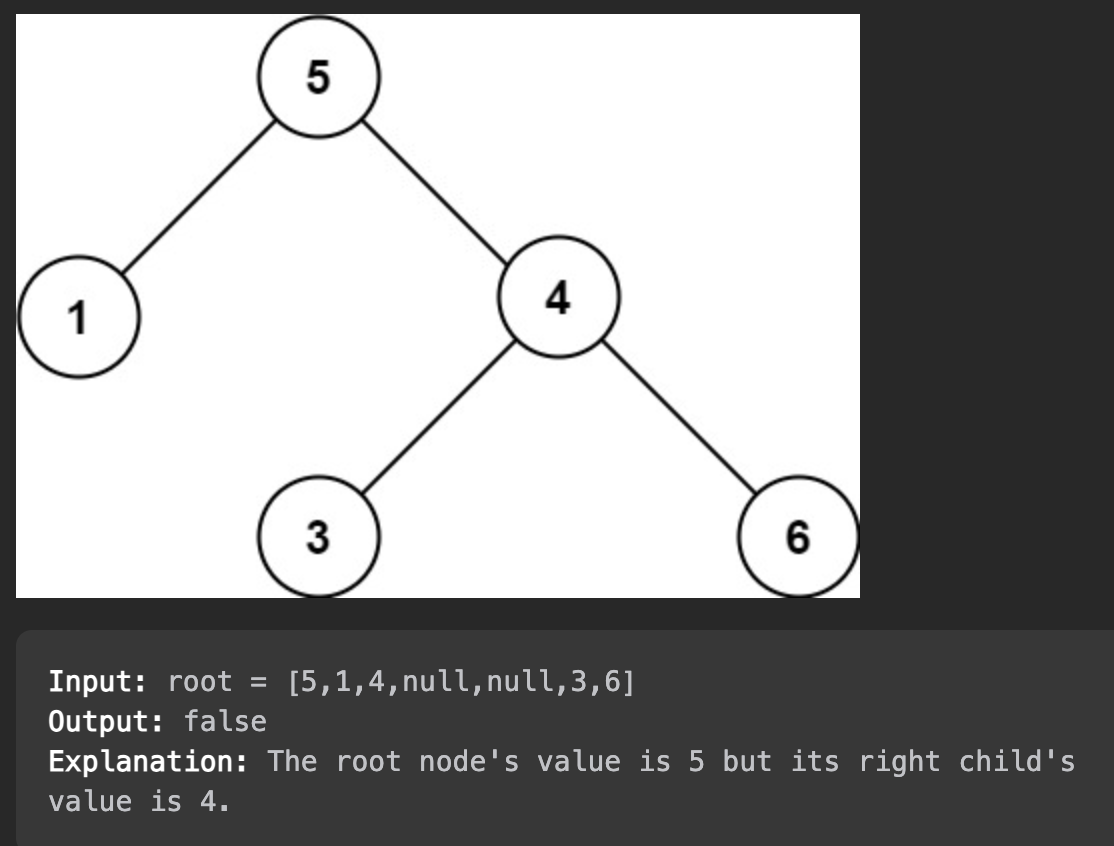 5
1
4
3
6
Input: root = [5,1,4,null,null,3,6]
Output: false
Explanation: The root node's value is 5 but its right child's
value is 4.